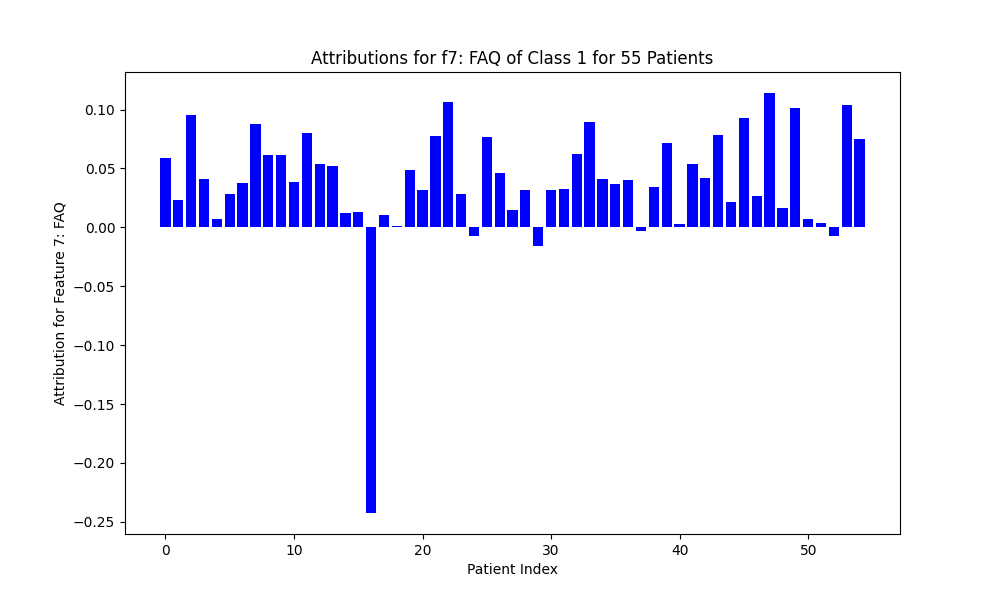 Attributions for f7: FAQ of Class 1 for 55 Patients
Attribution for Feature 7: FAQ
0.10
0.05
0.00
−0.05
−0.10
−0.15
−0.20
−0.25
0 10 20 30 40 50
Patient Index